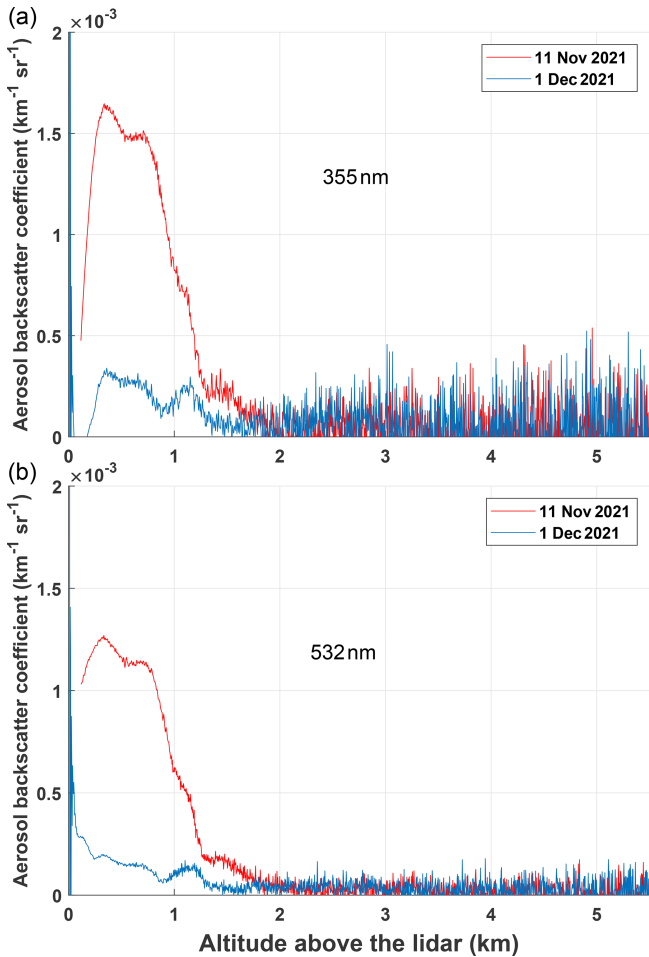 (a)
×10⁻³
Aerosol backscatter coefficient (km⁻¹ sr⁻¹)
2
1.5
1
0.5
0
11 Nov 2021
1 Dec 2021
355 nm
0 1 2 3 4 5
(b)
×10⁻³
Aerosol backscatter coefficient (km⁻¹ sr⁻¹)
2
1.5
1
0.5
0
11 Nov 2021
1 Dec 2021
532 nm
0 1 2 3 4 5
Altitude above the lidar (km)